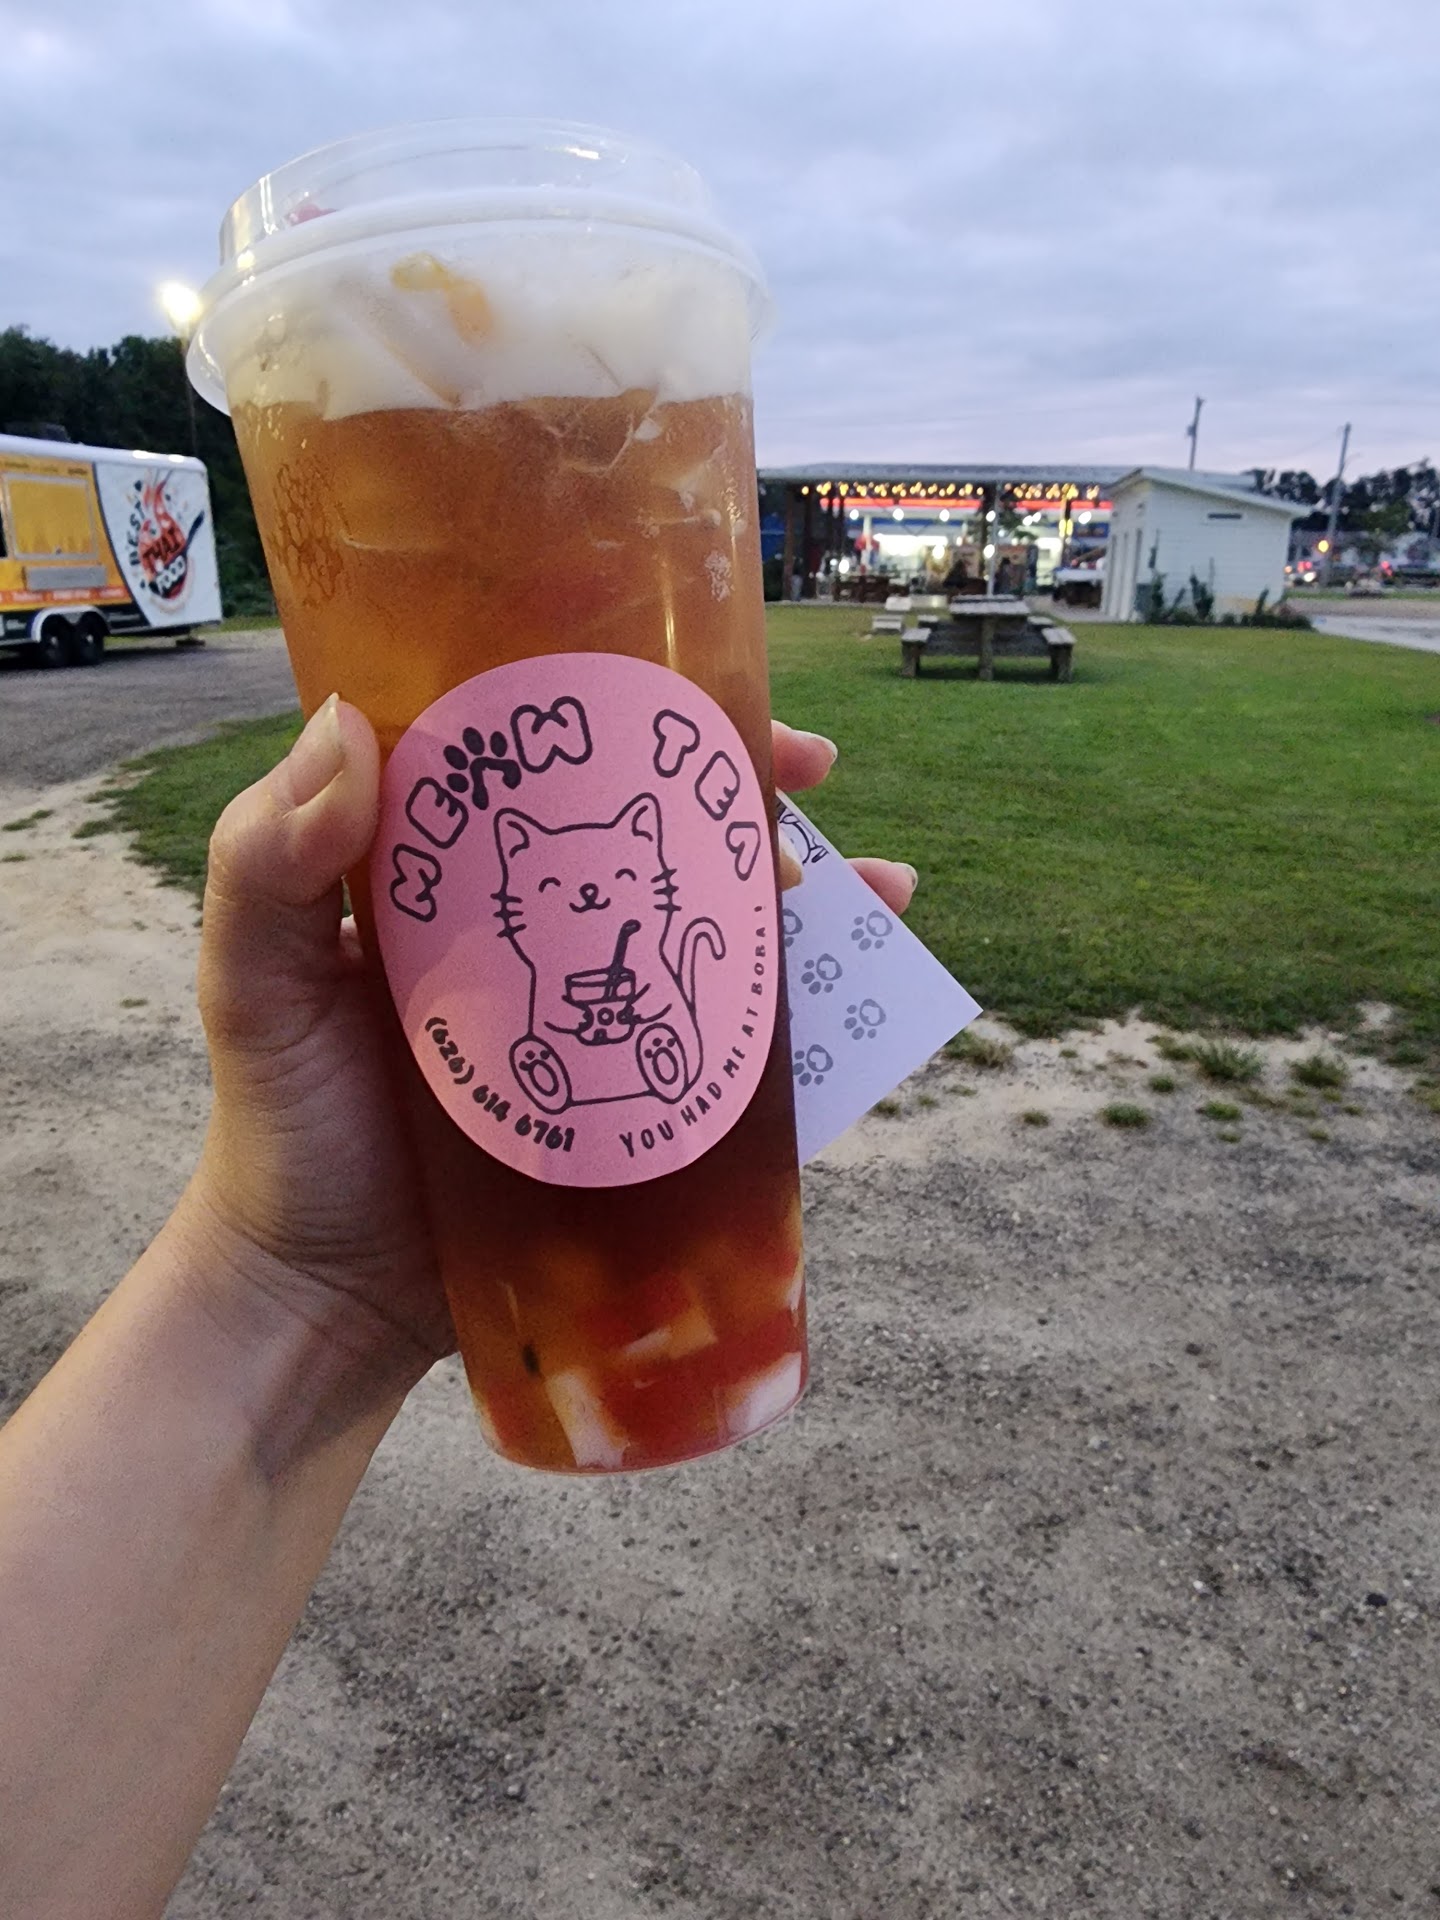 MEOW TEA
(626) 614 6761
YOU HAD ME AT BOBA!
BEST
THAI
FOOD